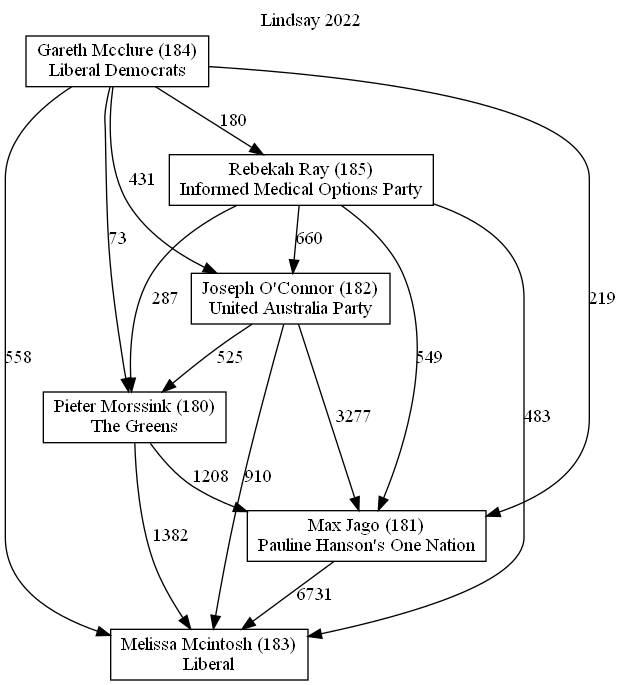 Lindsay 2022
Gareth Mcclure (184)
Liberal Democrats
180
Rebekah Ray (185)
Informed Medical Options Party
431
73
660
287
Joseph O'Connor (182)
United Australia Party
219
558
525
549
Pieter Morssink (180)
The Greens
3277
483
1208
910
Max Jago (181)
Pauline Hanson's One Nation
1382
6731
Melissa Mcintosh (183)
Liberal